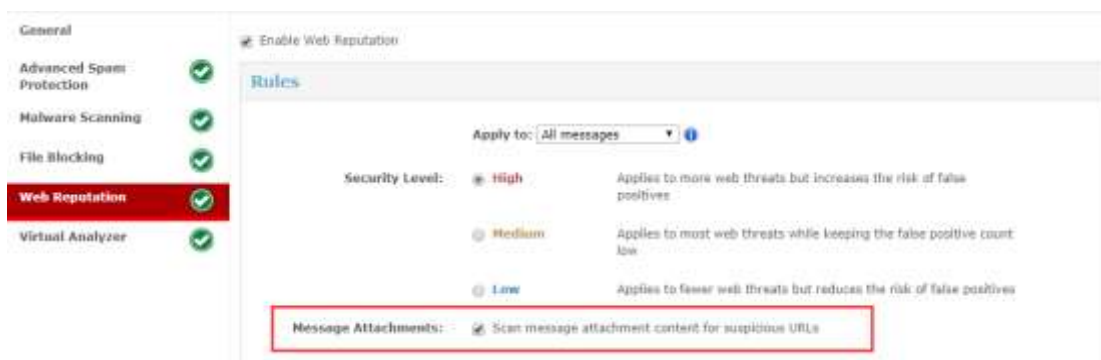 General
Advanced Spam
Protection
Malware Scanning
File Blocking
Web Reputation
Virtual Analyzer
Enable Web Reputation
Rules
Apply to: All messages
Security Level: High Applies to more web threats but increases the risk of false
positives
Medium Applies to most web threats while keeping the false positive count
low
Low Applies to fewer web threats but reduces the risk of false positives
Message Attachments: Scan message attachment content for suspicious URLs